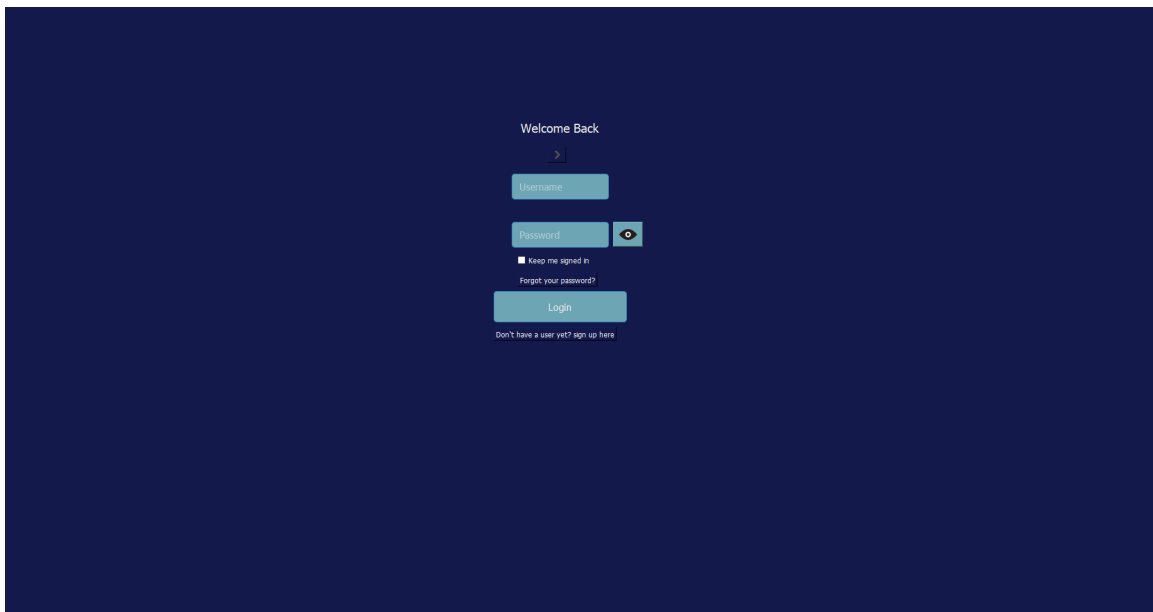 Welcome Back
Username
Password
Keep me signed in
Forgot your password?
Login
Don't have a user yet? sign up here